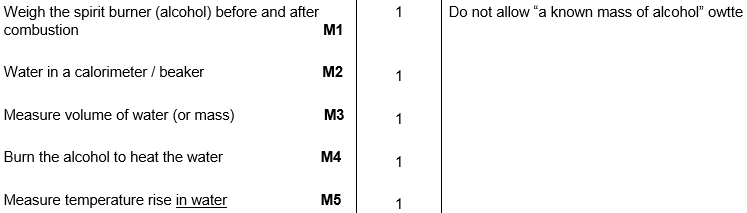 Weigh the spirit burner (alcohol) before and after 1 Do not allow “a known mass of alcohol” owtte
combustion M1
Water in a calorimeter / beaker M2 1
Measure volume of water (or mass) M3 1
Burn the alcohol to heat the water M4 1
Measure temperature rise in water M5 1